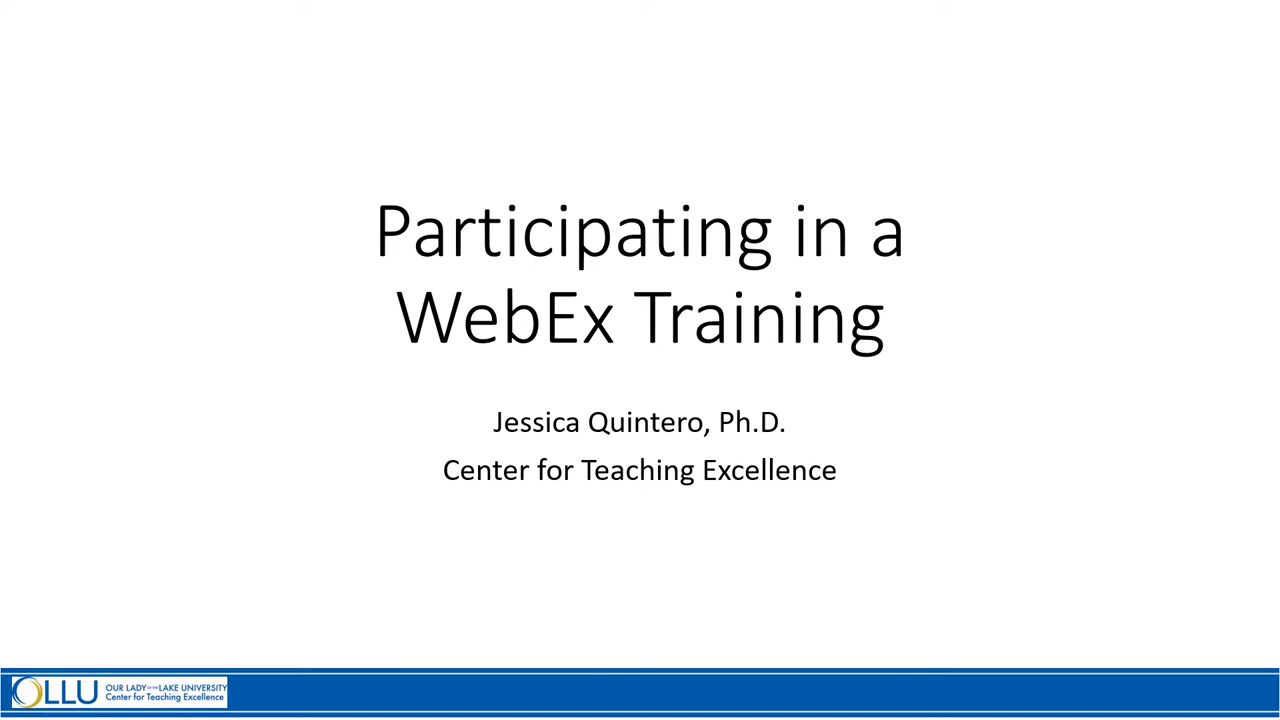 Participating in a
WebEx Training
Jessica Quintero, Ph.D.
Center for Teaching Excellence
OLLU
OUR LADY OF THE LAKE UNIVERSITY
Center for Teaching Excellence